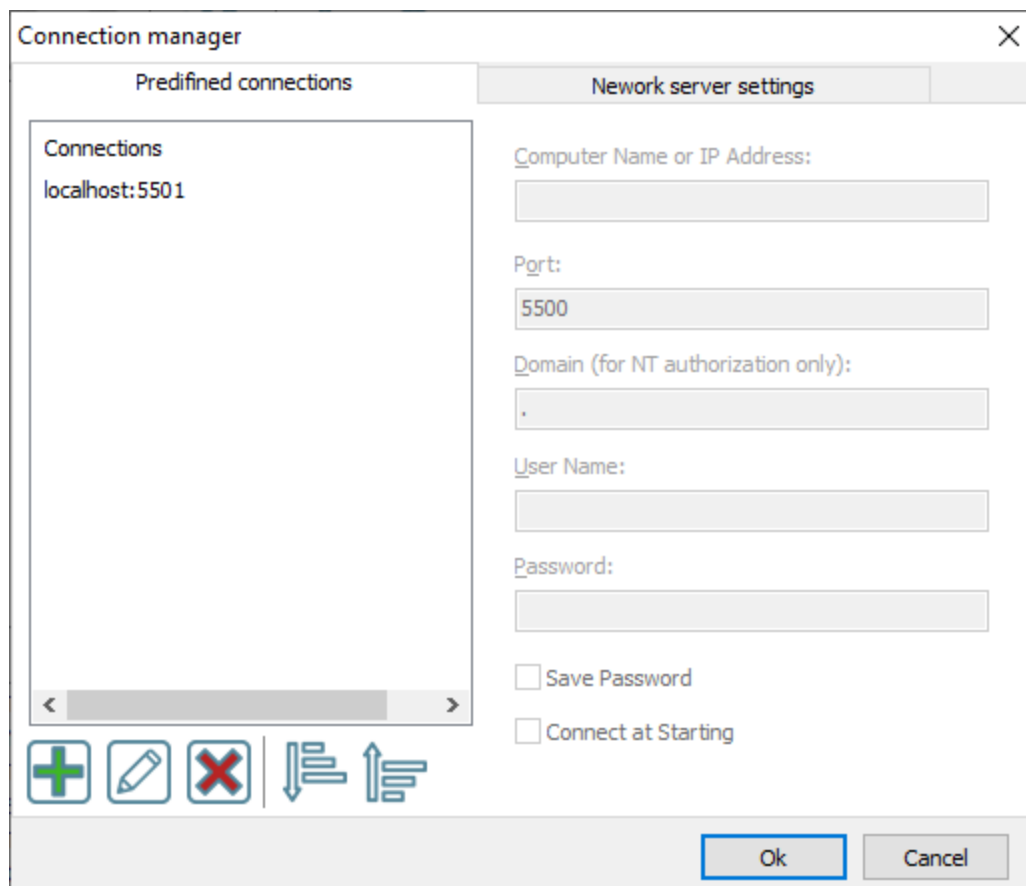 Connection manager
Predifined connections
Nework server settings
Connections
localhost:5501
Computer Name or IP Address:
Port:
5500
Domain (for NT authorization only):
.
User Name:
Password:
Save Password
Connect at Starting
Ok
Cancel